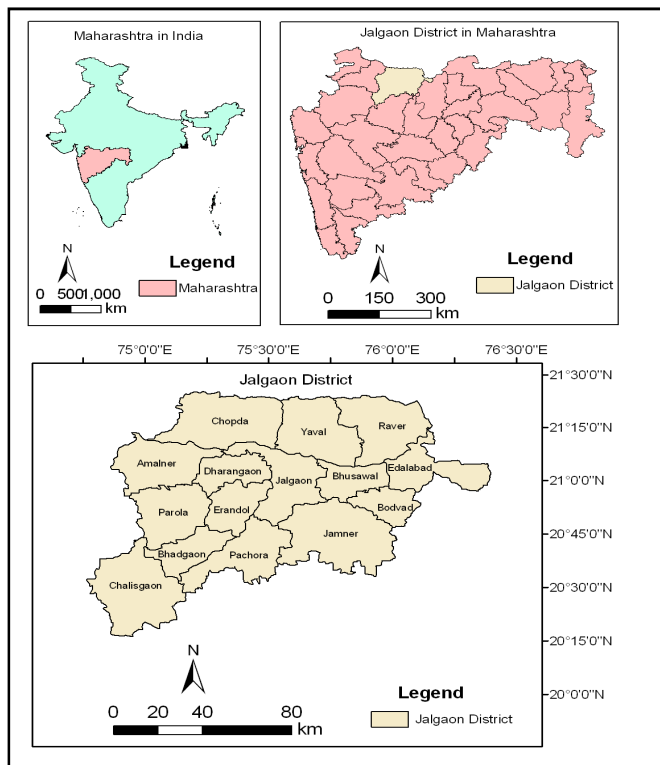 Maharashtra in India
N
Legend
0 500 1,000
km
Maharashtra
Jalgaon District in Maharashtra
N
Legend
0 150 300
km
Jalgaon District
75°0'0"E 75°30'0"E 76°0'0"E 76°30'0"E
Jalgaon District
21°30'0"N
21°15'0"N
21°0'0"N
20°45'0"N
20°30'0"N
20°15'0"N
20°0'0"N
Chopda
Yaval
Raver
Amalner
Dharangaon
Jalgaon
Bhusawal
Edalabad
Parola
Erandol
Bodvad
Jamner
Bhadgaon
Pachora
Chalisgaon
N
0 20 40 80
km
Legend
Jalgaon District